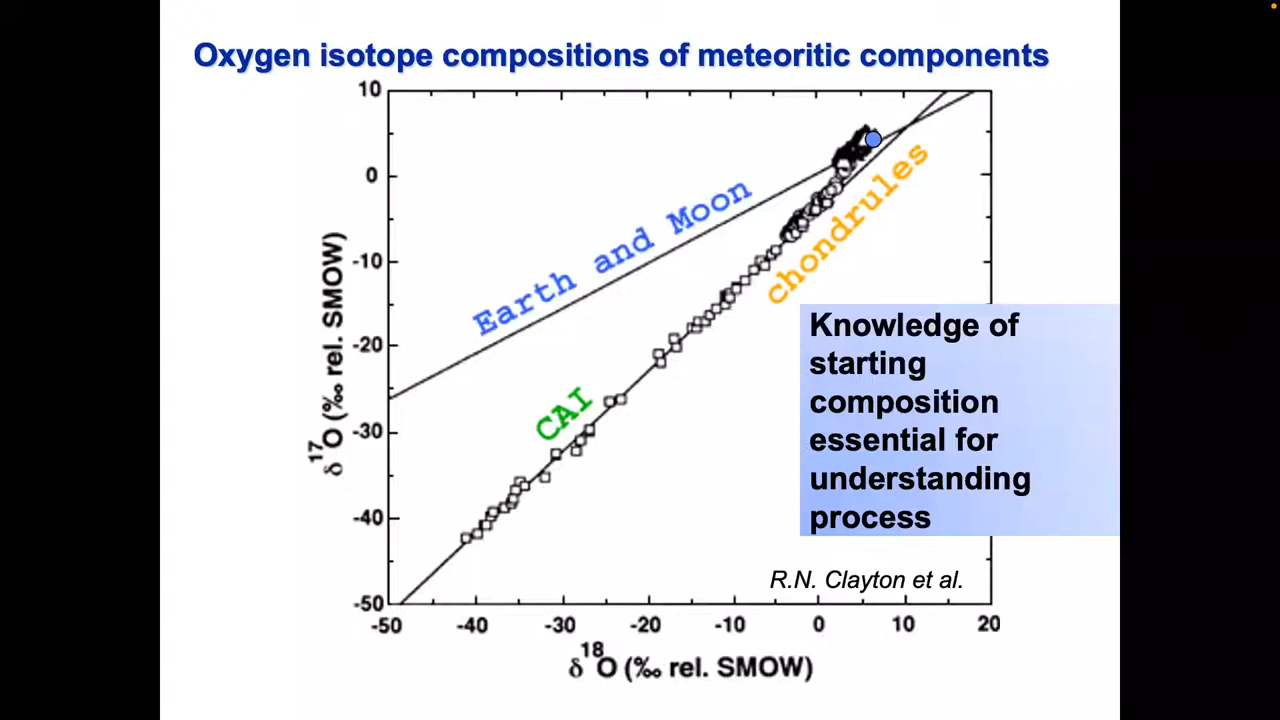 Oxygen isotope compositions of meteoritic components
10
0
-10
-20
-30
-40
-50
δ17O (‰ rel. SMOW)
Earth and Moon
chondrules
CAI
Knowledge of
starting
composition
essential for
understanding
process
R.N. Clayton et al.
-50 -40 -30 -20 -10 0 10 20
δ18O (‰ rel. SMOW)